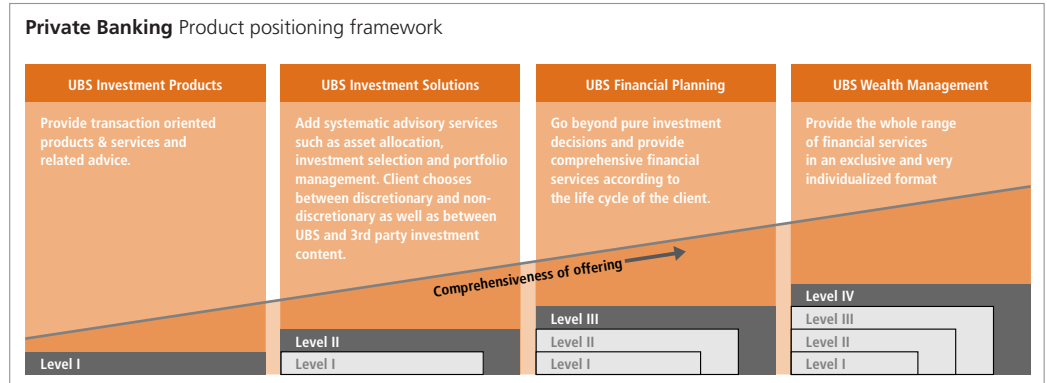 Private Banking Product positioning framework
UBS Investment Products
Provide transaction oriented
products & services and
related advice.
Level I
UBS Investment Solutions
Add systematic advisory services
such as asset allocation,
investment selection and portfolio
management. Client chooses
between discretionary and non-
discretionary as well as between
UBS and 3rd party investment
content.
Level II
Level I
UBS Financial Planning
Go beyond pure investment
decisions and provide
comprehensive financial
services according to
the life cycle of the client.
Level III
Level II
Level I
UBS Wealth Management
Provide the whole range
of financial services
in an exclusive and very
individualized format
Level IV
Level III
Level II
Level I
Comprehensiveness of offering